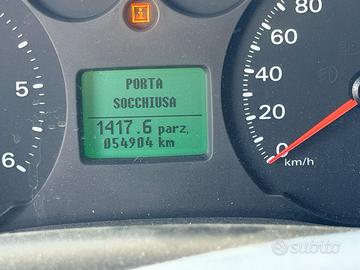 PORTA
SOCCHIUSA
1417.6 parz.
054904 km
5
6
80
60
40
20
0
km/h
subito